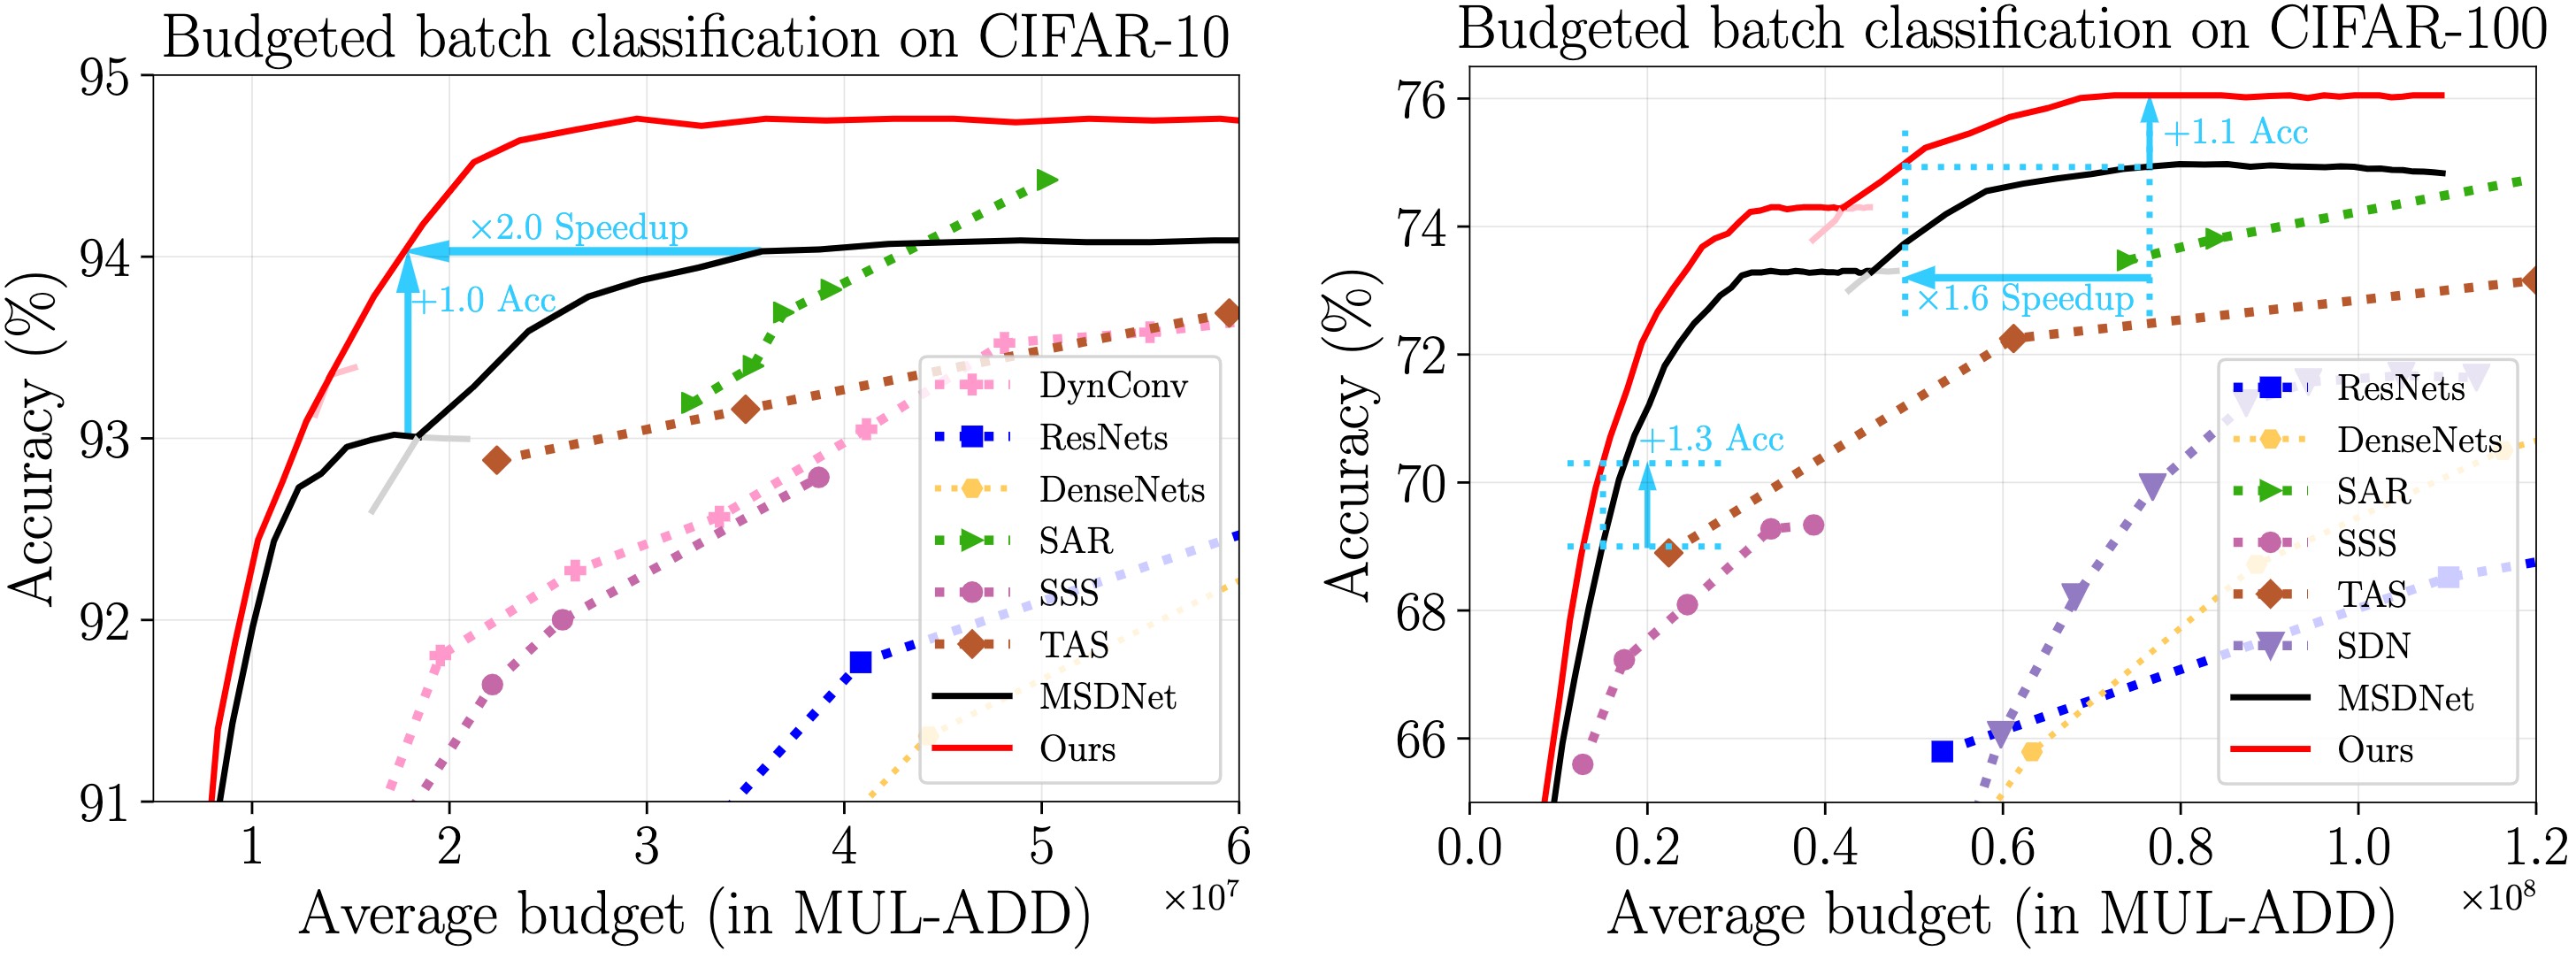 Budgeted batch classification on CIFAR-10
95
94
93
92
91
Accuracy (%)
×2.0 Speedup
+1.0 Acc
DynConv
ResNets
DenseNets
SAR
SSS
TAS
MSDNet
Ours
1 2 3 4 5 6
×10⁷
Average budget (in MUL-ADD)
Budgeted batch classification on CIFAR-100
76
74
72
70
68
66
Accuracy (%)
+1.1 Acc
×1.6 Speedup
+1.3 Acc
ResNets
DenseNets
SAR
SSS
TAS
SDN
MSDNet
Ours
0.0 0.2 0.4 0.6 0.8 1.0 1.2
×10⁸
Average budget (in MUL-ADD)